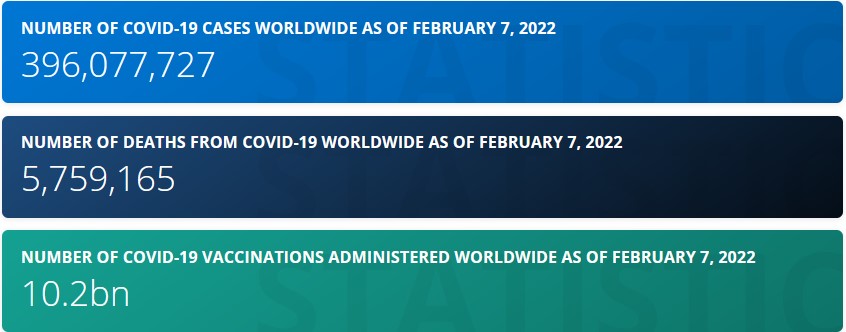 NUMBER OF COVID-19 CASES WORLDWIDE AS OF FEBRUARY 7, 2022
396,077,727
NUMBER OF DEATHS FROM COVID-19 WORLDWIDE AS OF FEBRUARY 7, 2022
5,759,165
NUMBER OF COVID-19 VACCINATIONS ADMINISTERED WORLDWIDE AS OF FEBRUARY 7, 2022
10.2bn